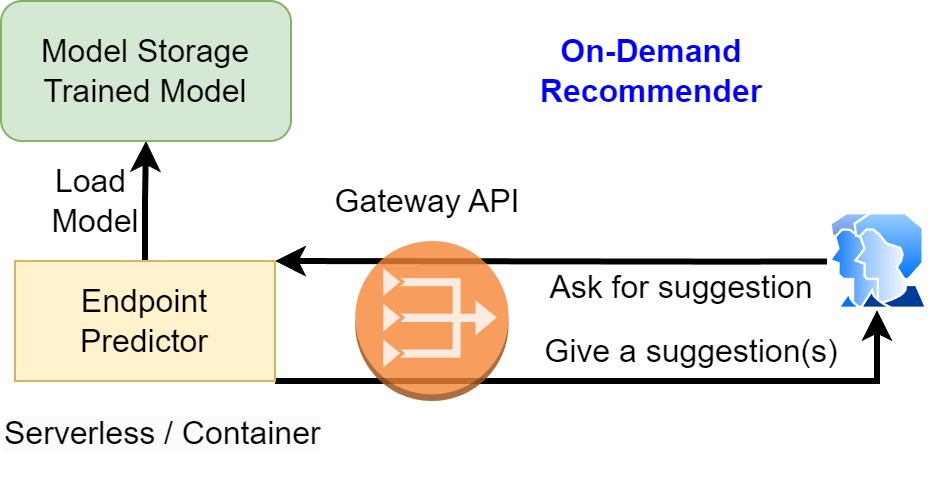 Model Storage
Trained Model
On-Demand
Recommender
Load
Model
Gateway API
Endpoint
Predictor
Ask for suggestion
Give a suggestion(s)
Serverless / Container